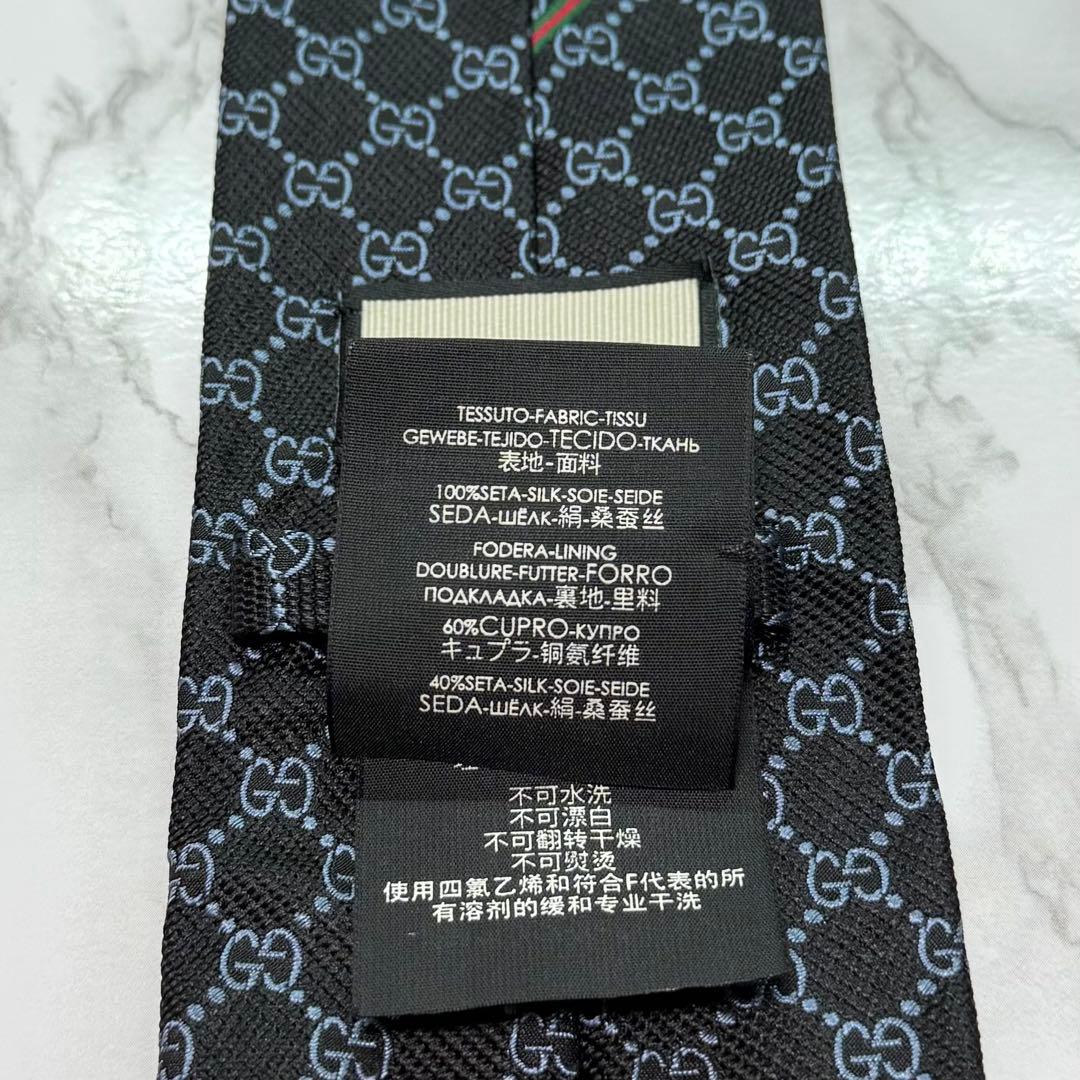 TESSUTO-FABRIC-TISSU
GEWEBE-TEJIDO-TECIDO-ТКАНЬ
表地-面料
100%SETA-SILK-SOIE-SEIDE
SEDA-ШЁЛК-絹-桑蚕丝
FODERA-LINING
DOUBLURE-FUTTER-FORRO
ПОДКЛАДКА-裏地-里料
60%CUPRO-КУПРО
キュプラ-铜氨纤维
40%SETA-SILK-SOIE-SEIDE
SEDA-ШЁЛК-絹-桑蚕丝
不可水洗
不可漂白
不可翻转干燥
不可熨烫
使用四氯乙烯和符合F代表的所
有溶剂的缓和专业干洗